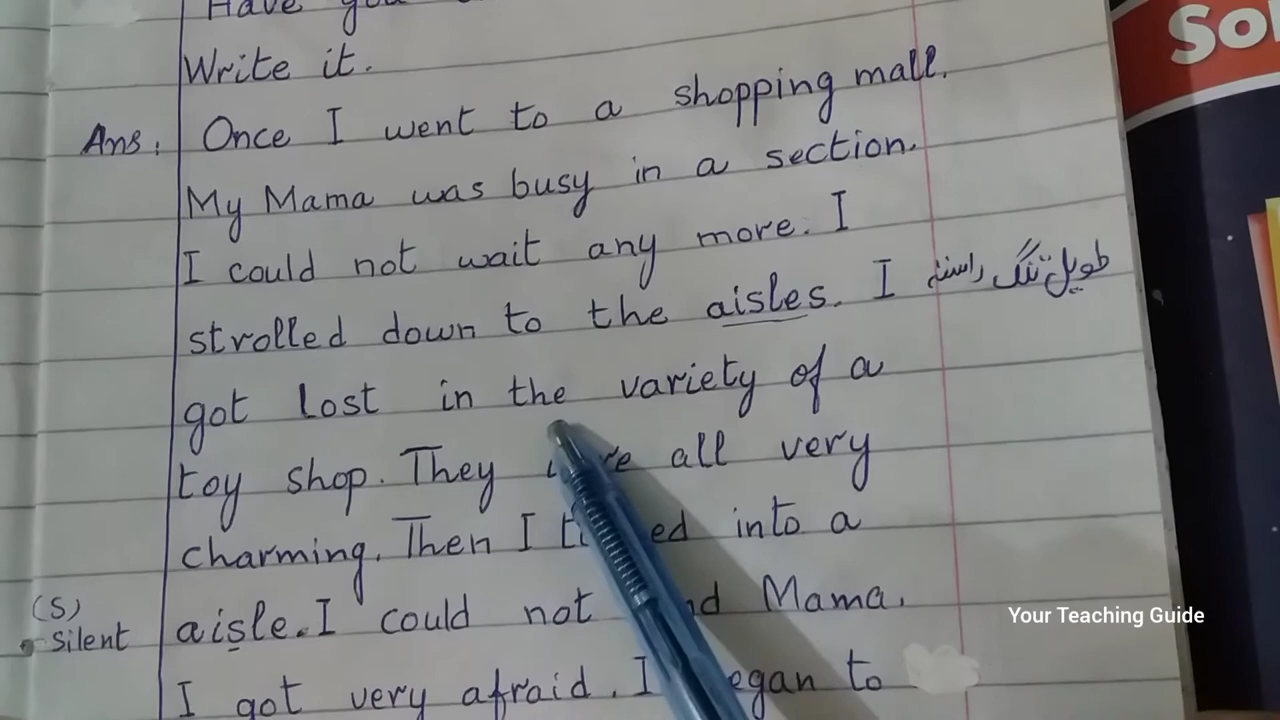 Have you
Write it.
Ans. Once I went to a shopping mall.
My Mama was busy in a section.
I could not wait any more. I
strolled down to the aisles. I طویل تنگ راستہ
got lost in the variety of a
toy shop. They all very
charming. Then I into a
(S)
Silent aisle. I could not Mama.
I got very afraid. I to
Your Teaching Guide